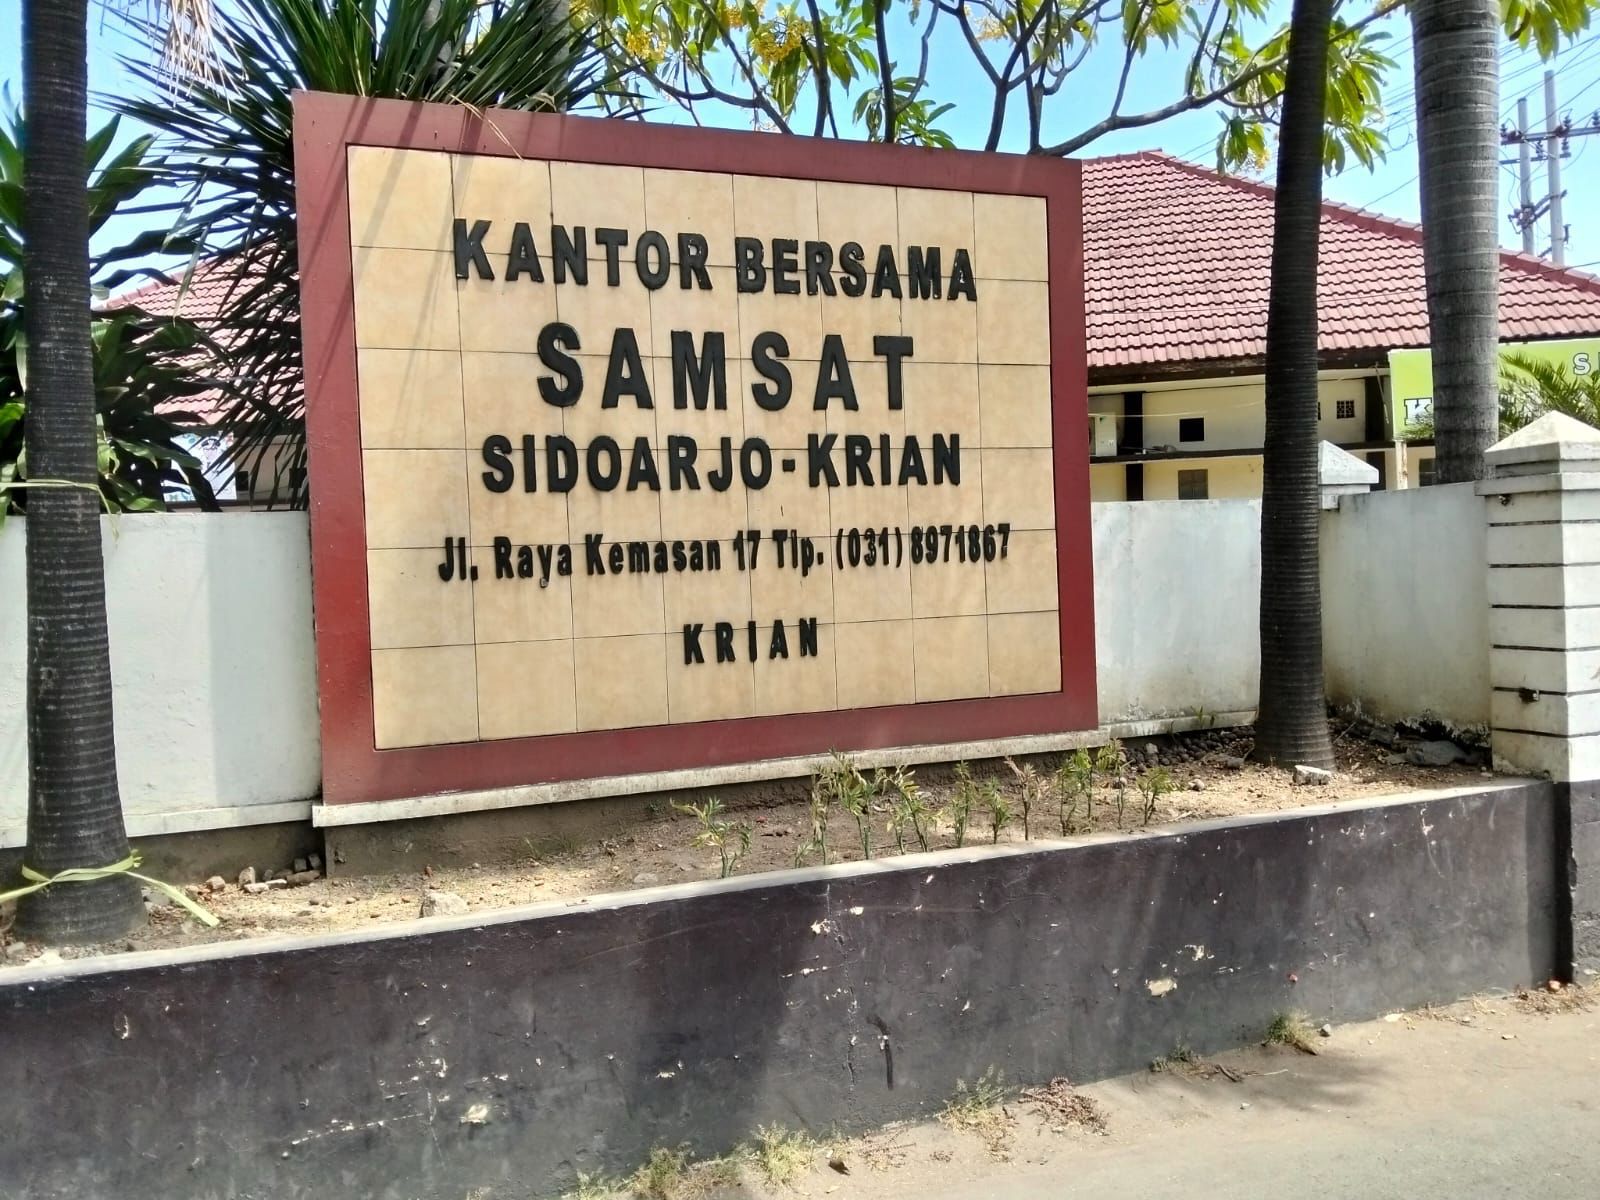 KANTOR BERSAMA
SAMSAT
SIDOARJO-KRIAN
Jl. Raya Kemasan 17 Tlp. (031) 8971867
KRIAN